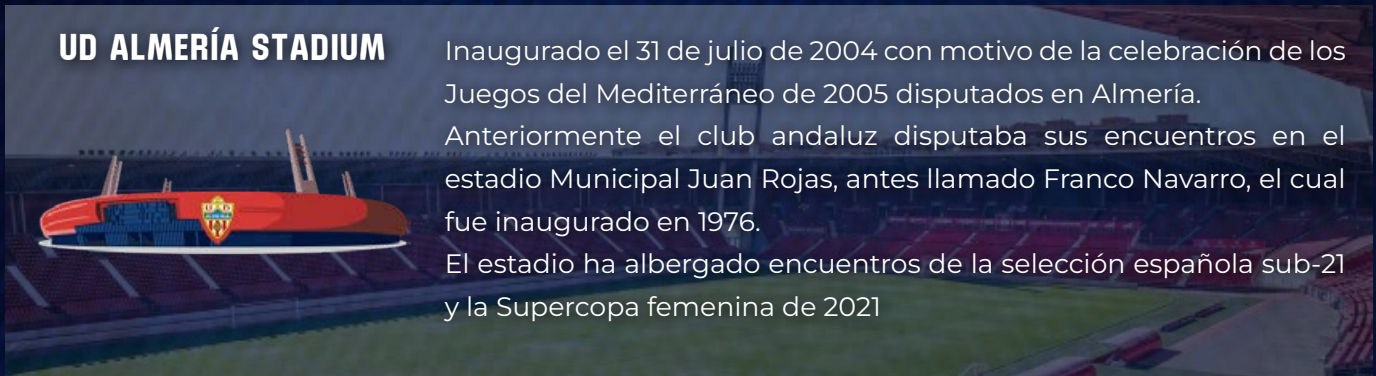 UD ALMERÍA STADIUM
Inaugurado el 31 de julio de 2004 con motivo de la celebración de los
Juegos del Mediterráneo de 2005 disputados en Almería.
Anteriormente el club andaluz disputaba sus encuentros en el
estadio Municipal Juan Rojas, antes llamado Franco Navarro, el cual
fue inaugurado en 1976.
El estadio ha albergado encuentros de la selección española sub-21
y la Supercopa femenina de 2021